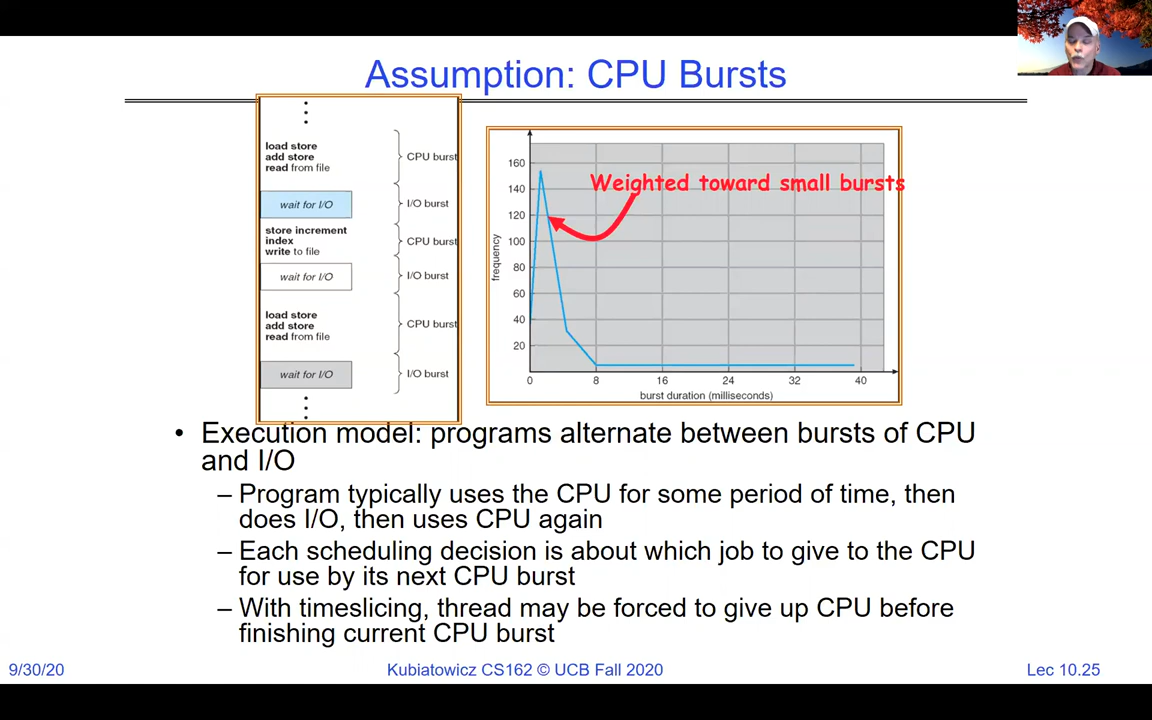 Assumption: CPU Bursts
load store
add store
read from file
CPU burst
wait for I/O
I/O burst
store increment
index
write to file
CPU burst
wait for I/O
I/O burst
load store
add store
read from file
CPU burst
wait for I/O
I/O burst
Weighted toward small bursts
frequency
160
140
120
100
80
60
40
20
0 8 16 24 32 40
burst duration (milliseconds)
• Execution model: programs alternate between bursts of CPU
and I/O
– Program typically uses the CPU for some period of time, then
does I/O, then uses CPU again
– Each scheduling decision is about which job to give to the CPU
for use by its next CPU burst
– With timeslicing, thread may be forced to give up CPU before
finishing current CPU burst
9/30/20 Kubiatowicz CS162 © UCB Fall 2020 Lec 10.25